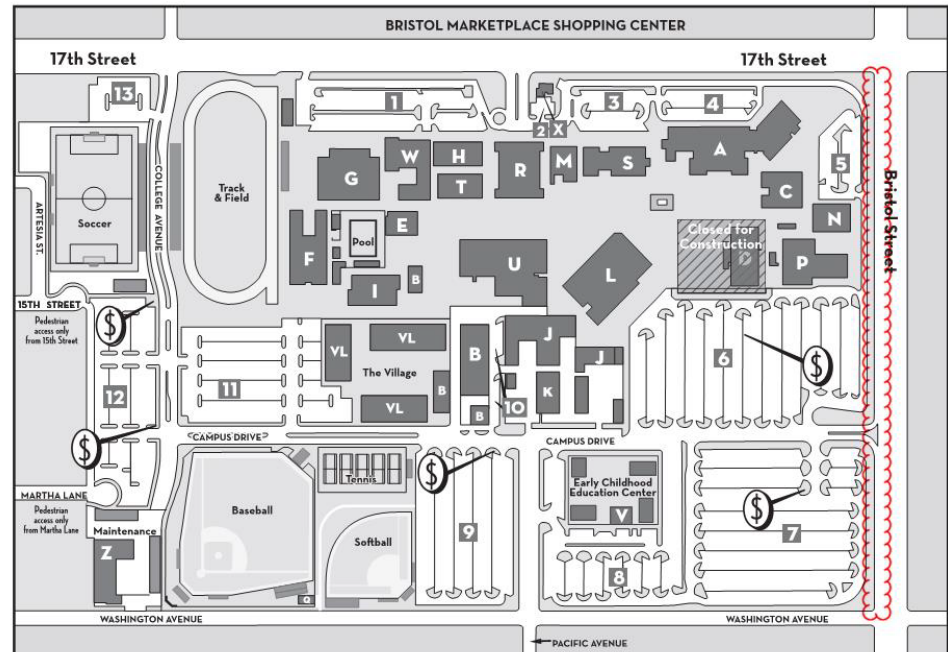 BRISTOL MARKETPLACE SHOPPING CENTER
17th Street
17th Street
13
1
2
X
3
4
5
COLLEGE AVENUE
ARTESIA ST.
Soccer
Track
& Field
G
W
H
T
R
M
S
A
C
N
P
Bristol Street
F
Pool
E
I
B
U
L
Closed for
Construction
15TH STREET
Pedestrian
access only
from 15th Street
$
12
$
11
VL
VL
The Village
VL
B
B
B
10
J
J
K
6
$
CAMPUS DRIVE
CAMPUS DRIVE
MARTHA LANE
Pedestrian
access only
from Martha Lane
Maintenance
Z
Baseball
Tennis
Softball
Q
$
9
Early Childhood
Education Center
V
8
$
7
WASHINGTON AVENUE
WASHINGTON AVENUE
PACIFIC AVENUE